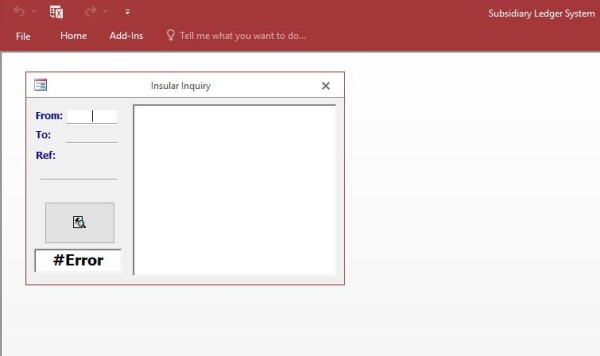 Subsidiary Ledger System
File Home Add-Ins Tell me what you want to do...
Insular Inquiry
From:
To:
Ref:
#Error